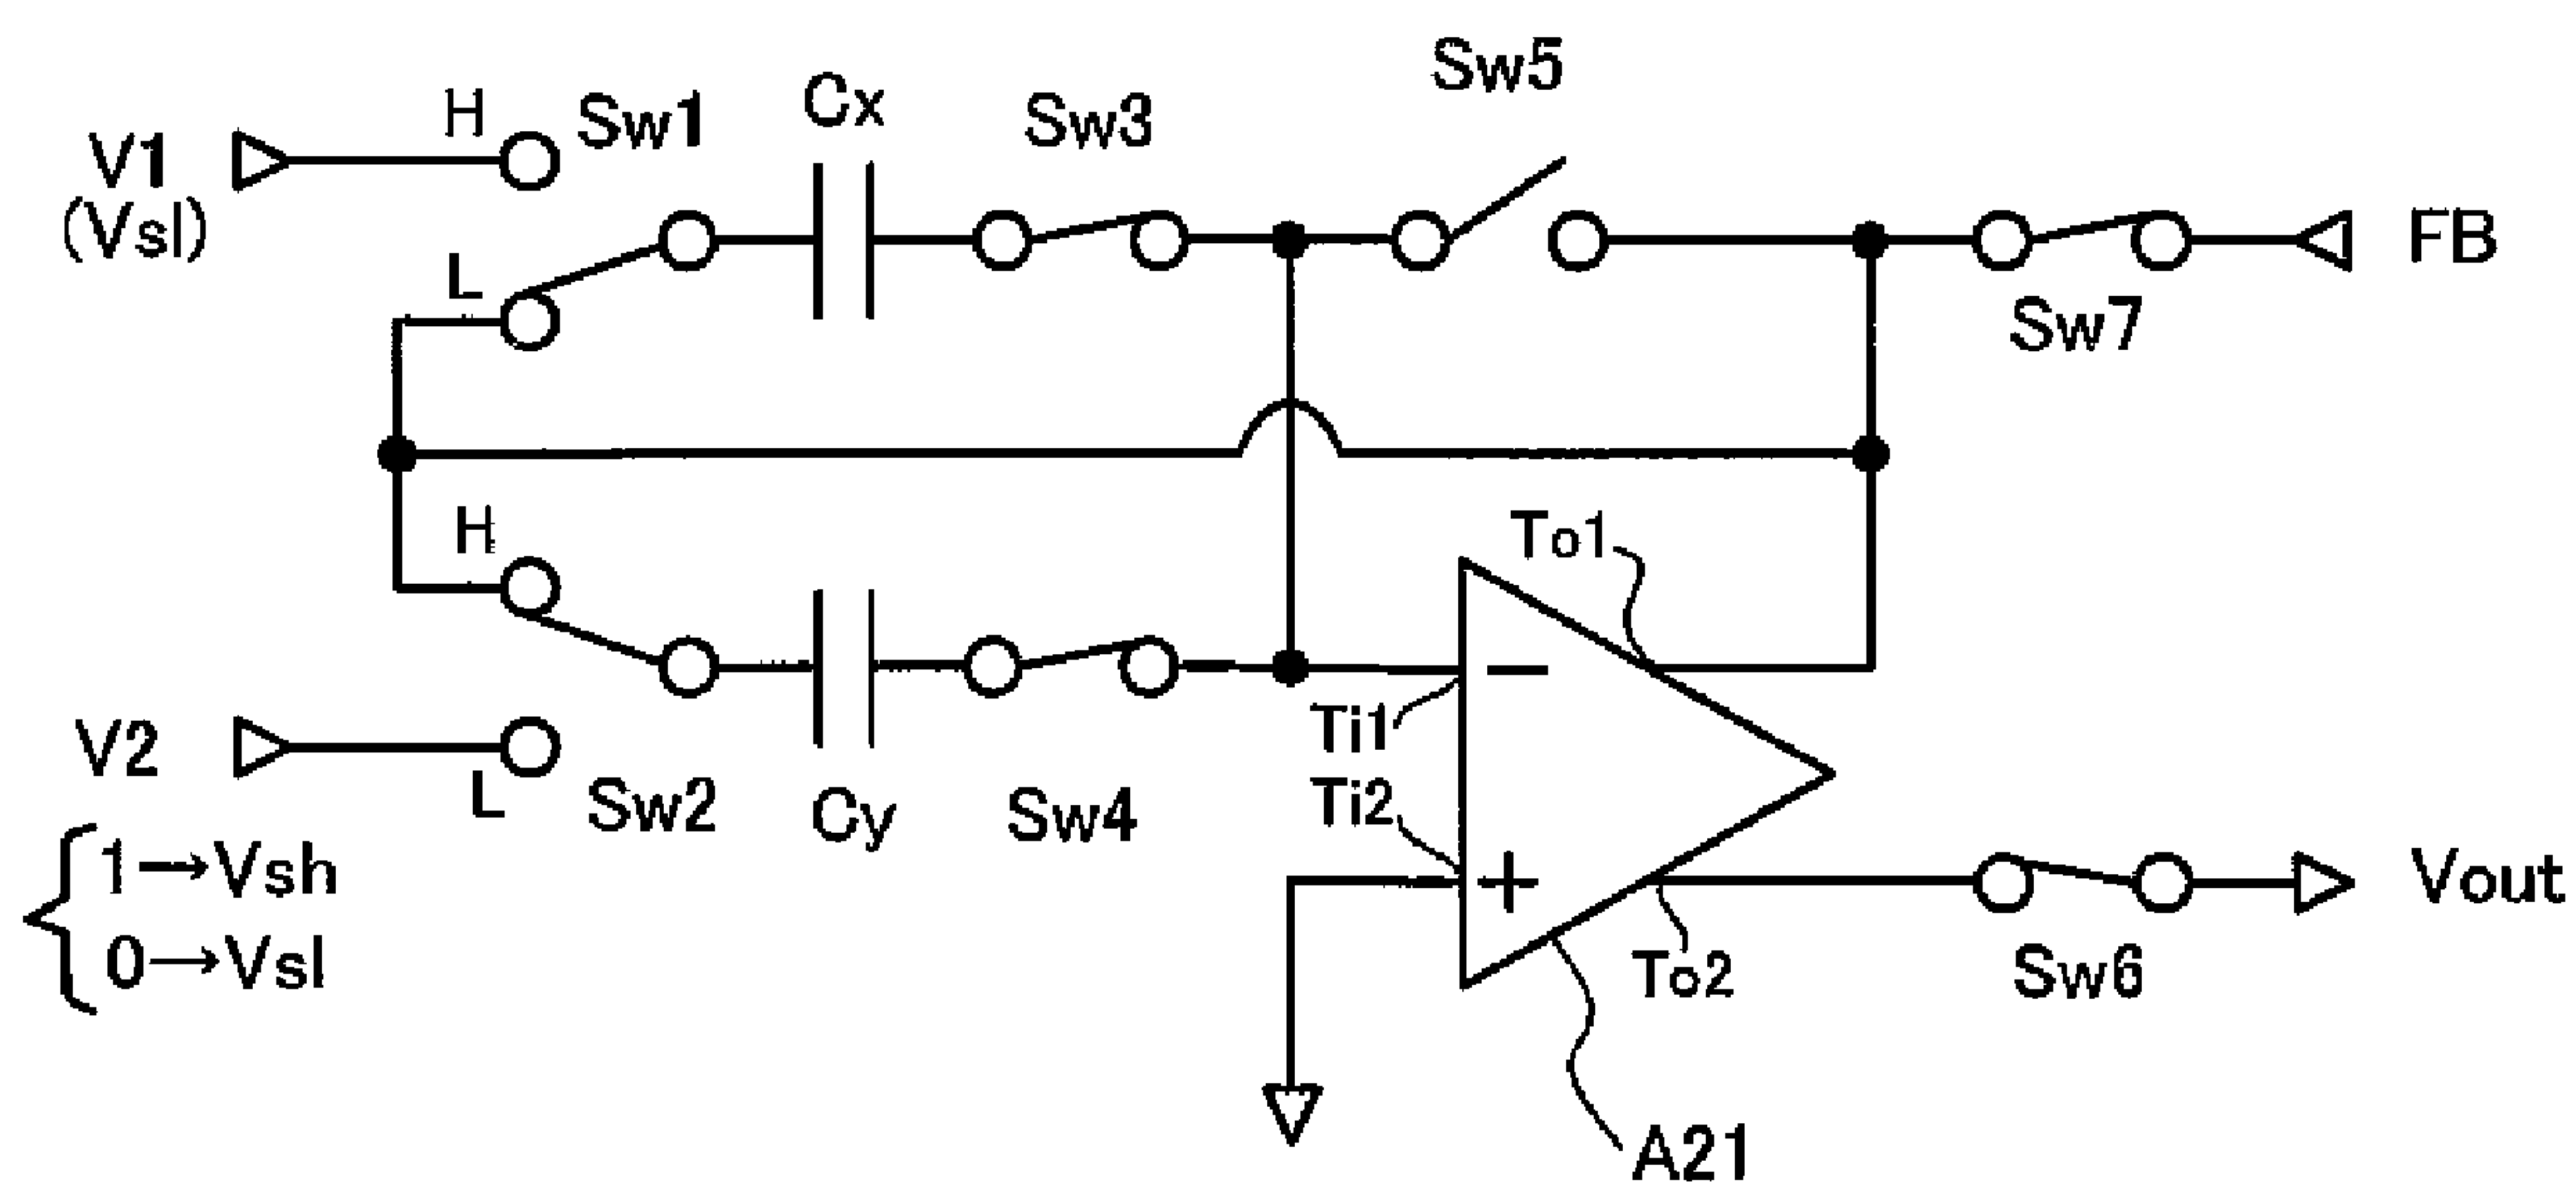 Sw5
Cx
H
Sw1
Sw3
V1
(Vsl)
FB
L
Sw7
H
To1
Ti1
V2
Ti2
L
Sw2
Cy
Sw4
−
+
1→Vsh
0→Vsl
Vout
To2
Sw6
A21